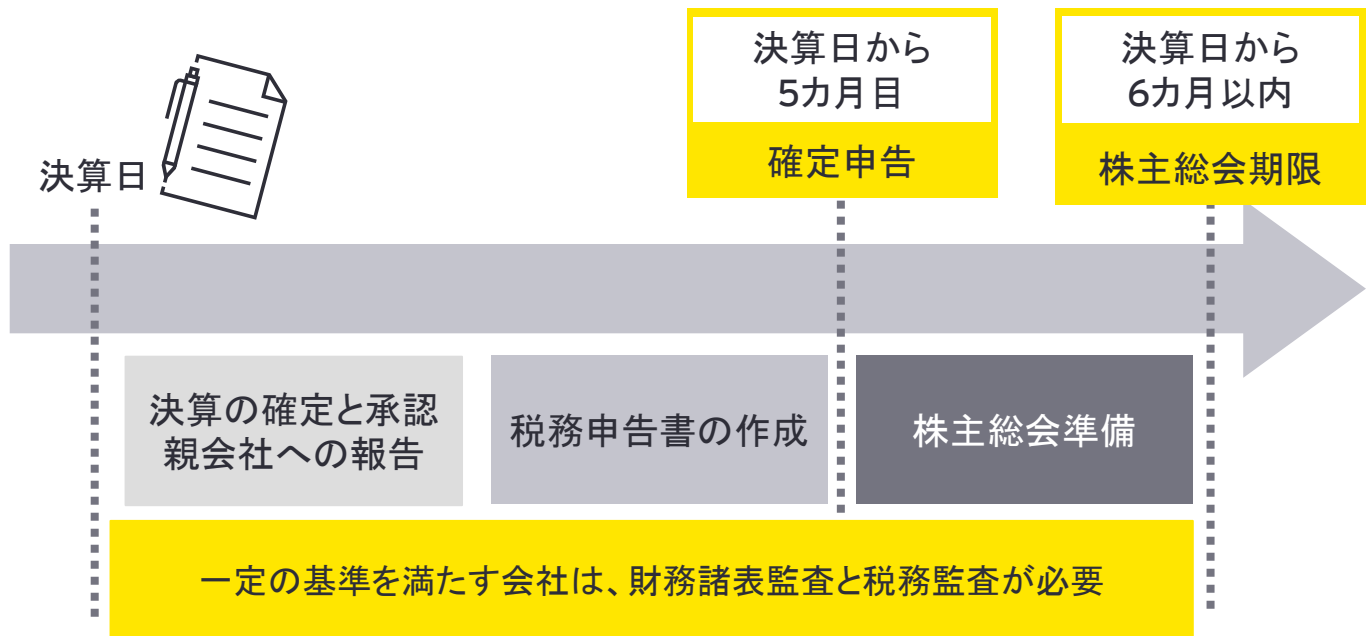 決算日
決算日から
5カ月目
確定申告
決算日から
6カ月以内
株主総会期限
決算の確定と承認
親会社への報告
税務申告書の作成
株主総会準備
一定の基準を満たす会社は、財務諸表監査と税務監査が必要